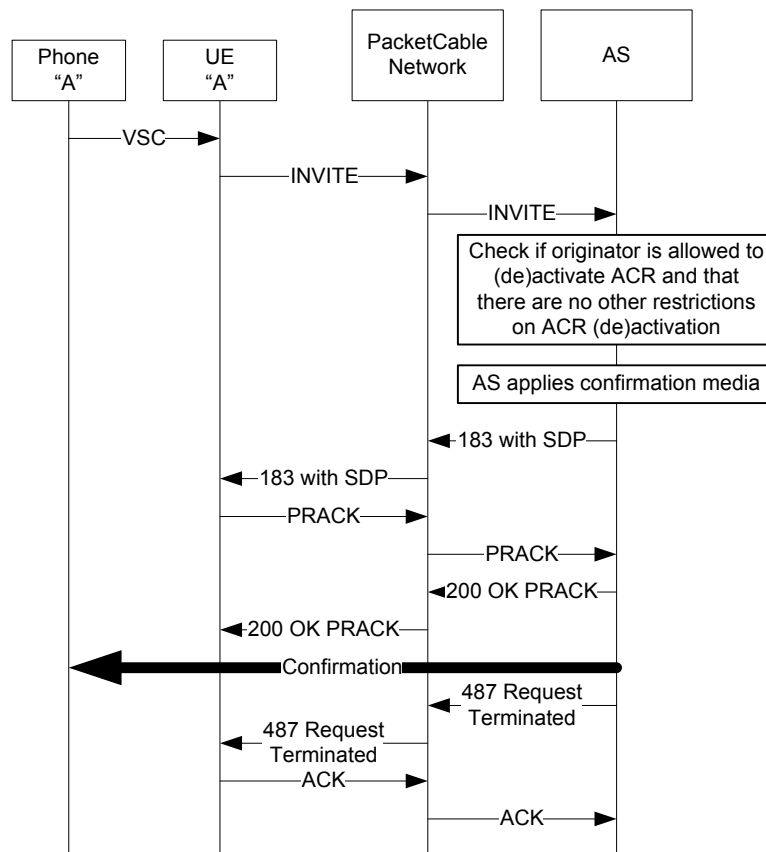 Phone
“A”
UE
“A”
PacketCable
Network
AS
VSC
INVITE
INVITE
Check if originator is allowed to
(de)activate ACR and that
there are no other restrictions
on ACR (de)activation
AS applies confirmation media
183 with SDP
183 with SDP
PRACK
PRACK
200 OK PRACK
200 OK PRACK
Confirmation
487 Request
Terminated
487 Request
Terminated
ACK
ACK